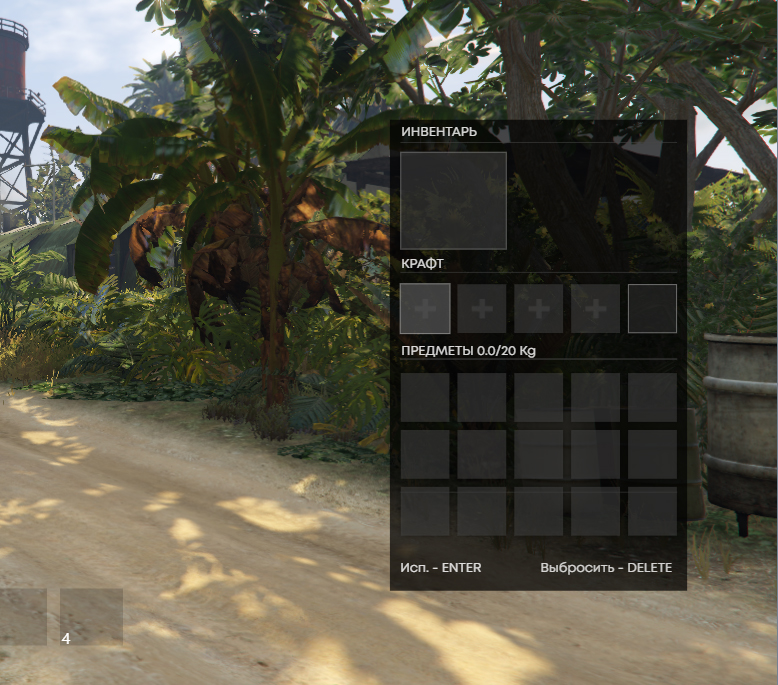 ИНВЕНТАРЬ
КРАФТ
ПРЕДМЕТЫ 0.0/20 Kg
Исп. - ENTER
Выбросить - DELETE
4